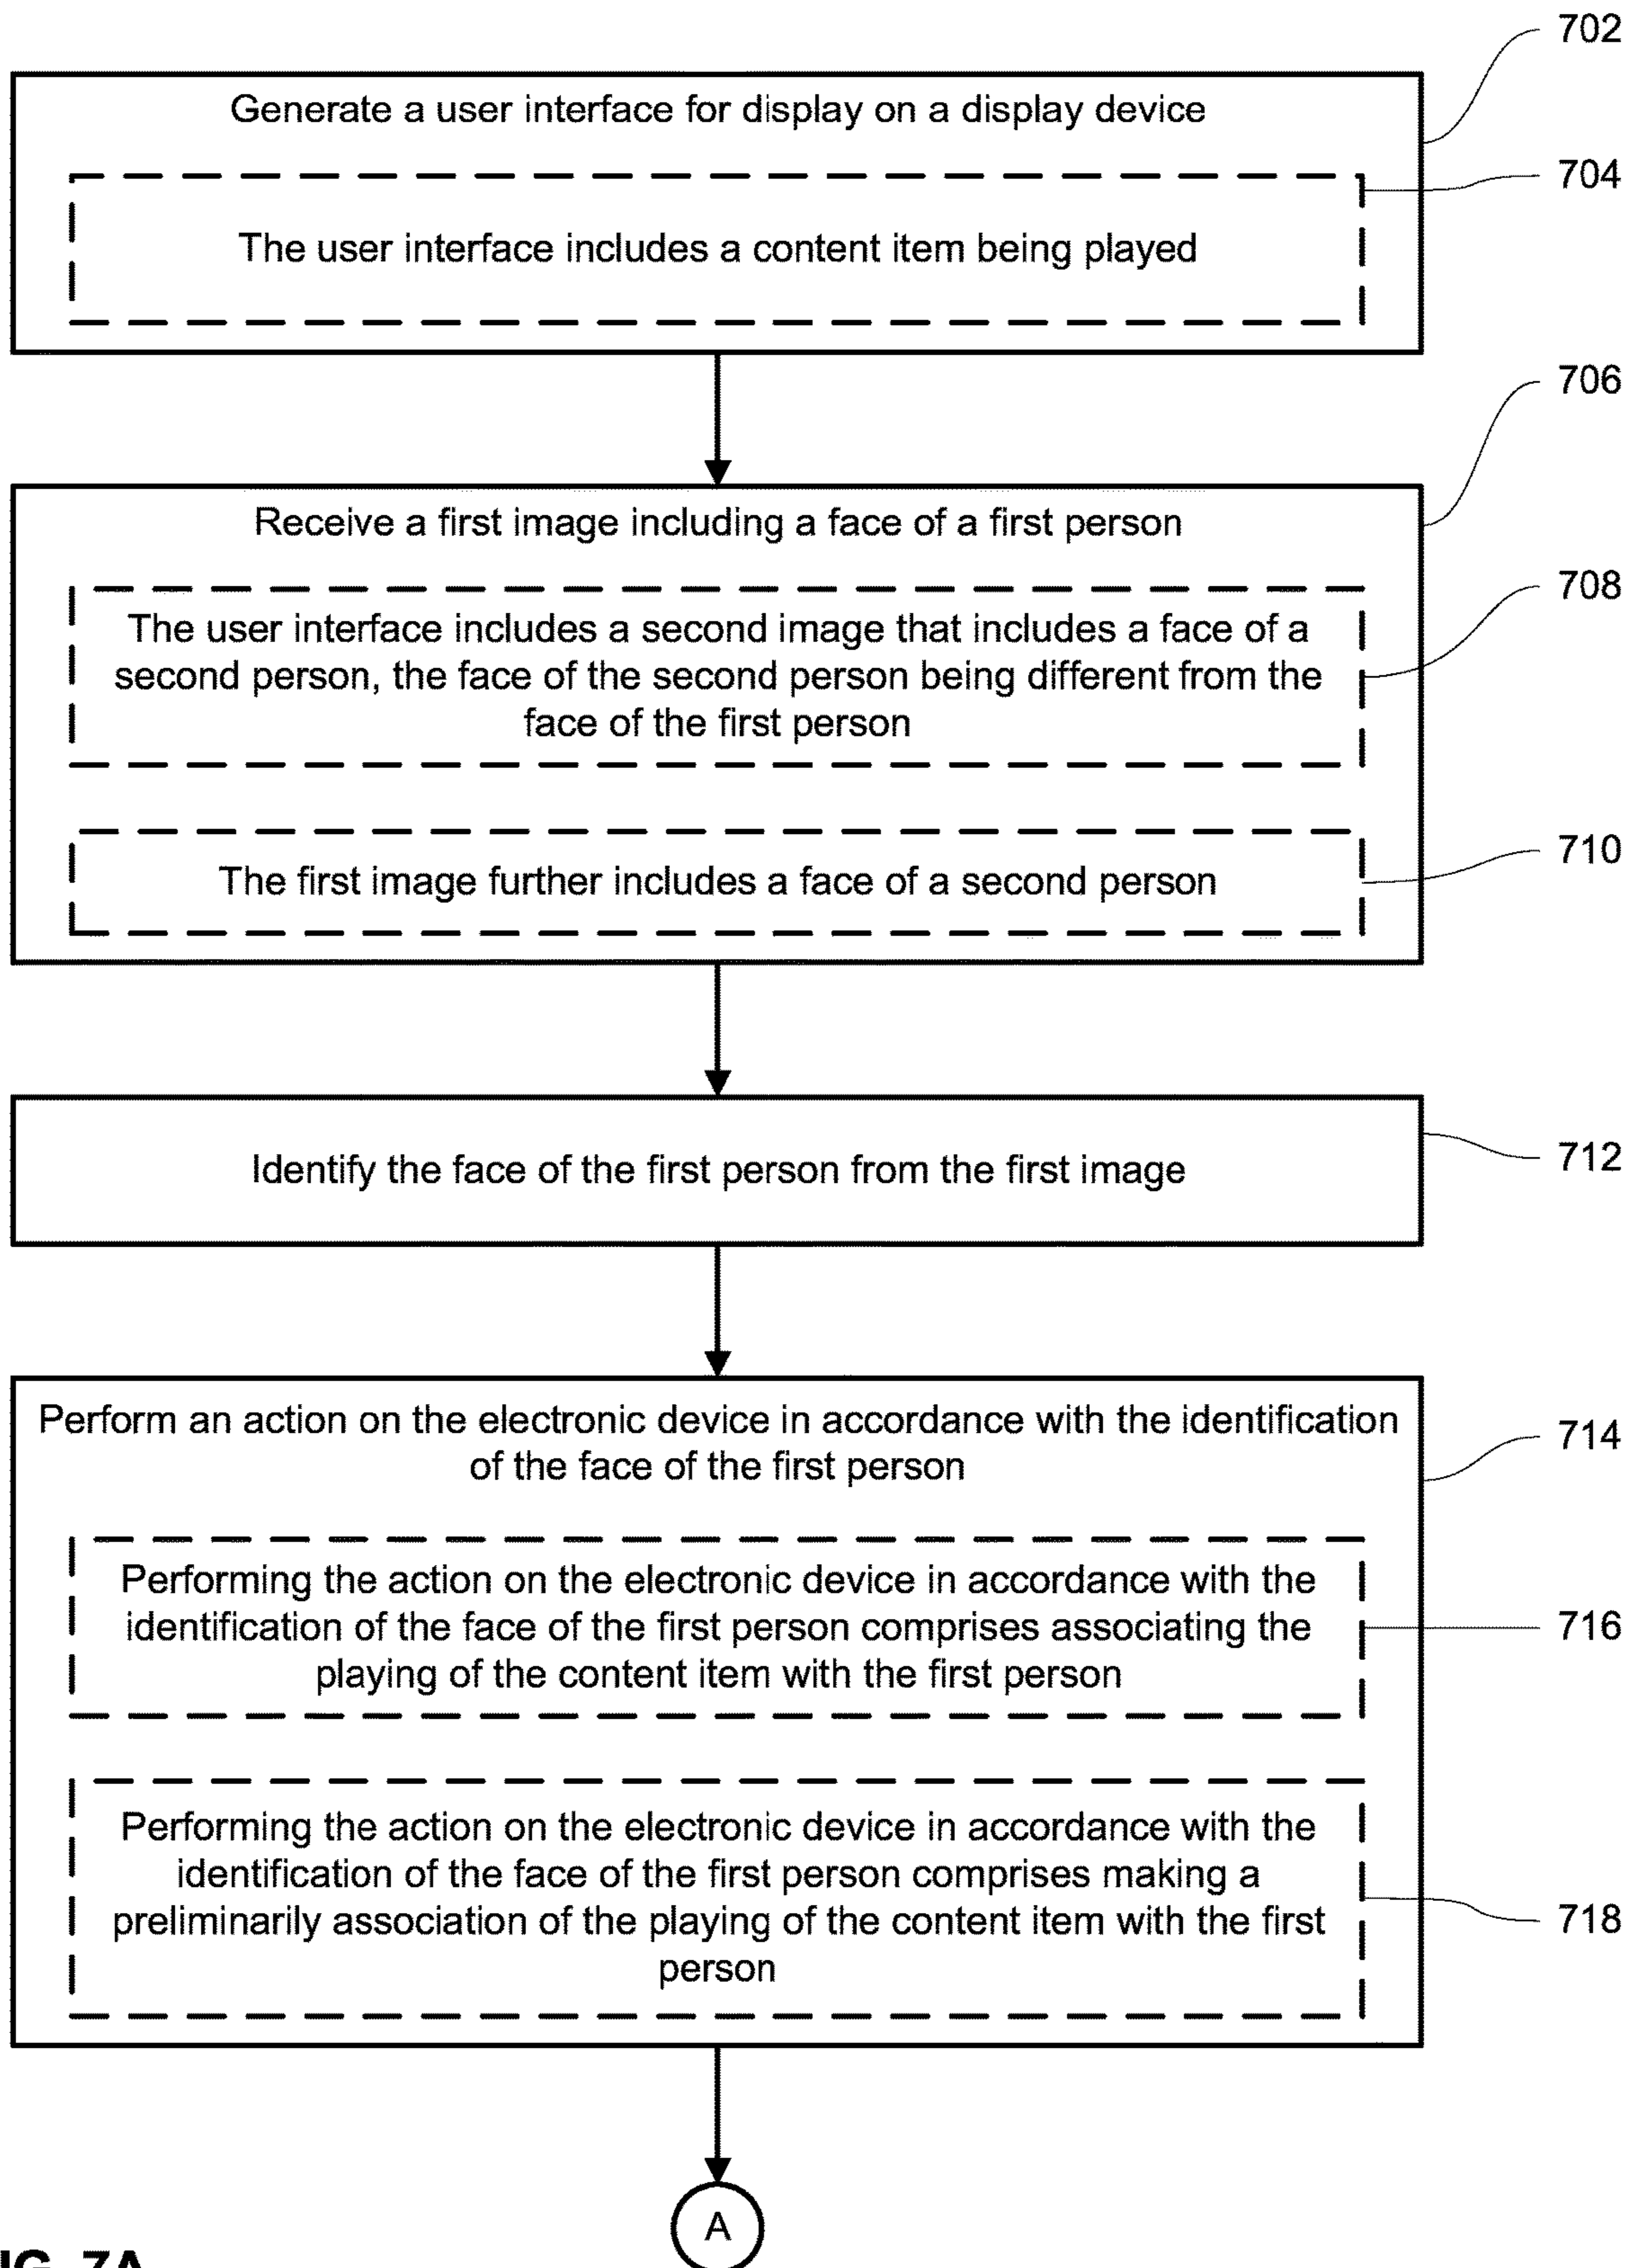 702
Generate a user interface for display on a display device
704
The user interface includes a content item being played
706
Receive a first image including a face of a first person
708
The user interface includes a second image that includes a face of a
second person, the face of the second person being different from the
face of the first person
710
The first image further includes a face of a second person
Identify the face of the first person from the first image
712
Perform an action on the electronic device in accordance with the identification
of the face of the first person
714
Performing the action on the electronic device in accordance with the
identification of the face of the first person comprises associating the
playing of the content item with the first person
716
Performing the action on the electronic device in accordance with the
identification of the face of the first person comprises making a
preliminarily association of the playing of the content item with the first
person
718
A
7A